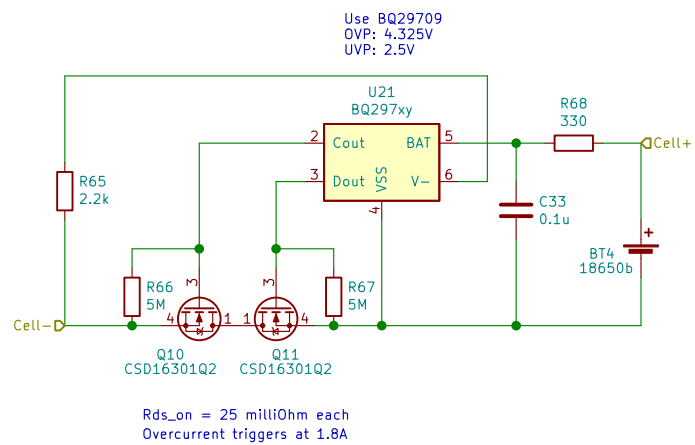 Use BQ29709
OVP: 4.325V
UVP: 2.5V
U21
BQ297xy
R68
330
2 Cout BAT 5
Cell+
3 Dout VSS V- 6
4
R65
2.2k
C33
0.1u
BT4
18650b
+
R66
5M
3
3
R67
5M
Cell-
4 1 1 4
Q10
CSD16301Q2
Q11
CSD16301Q2
Rds_on = 25 milliOhm each
Overcurrent triggers at 1.8A